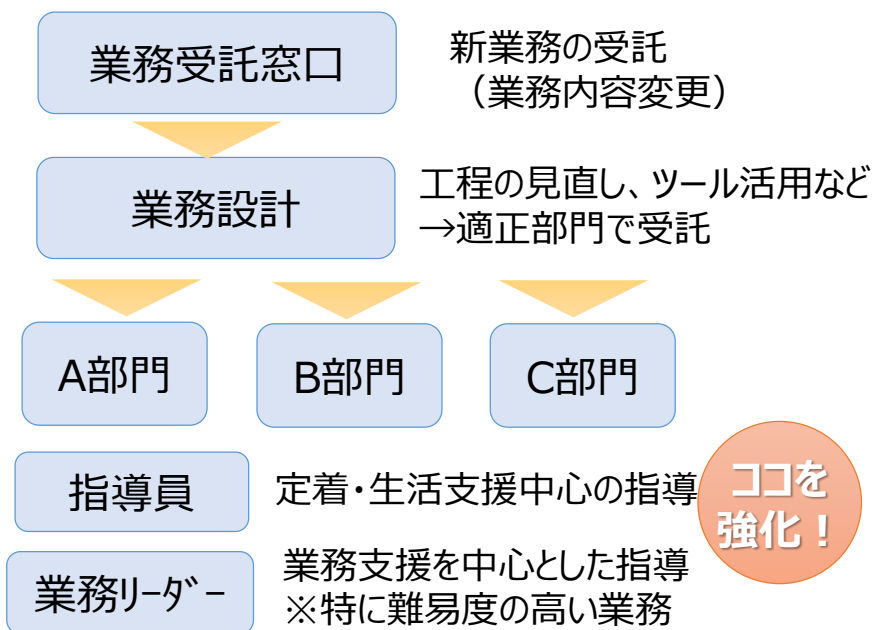 業務受託窓口
新業務の受託
（業務内容変更）
業務設計
工程の見直し、ツール活用など
→適正部門で受託
A部門
B部門
C部門
指導員
定着・生活支援中心の指導
ココを
強化！
業務ﾘｰﾀﾞｰ
業務支援を中心とした指導
※特に難易度の高い業務